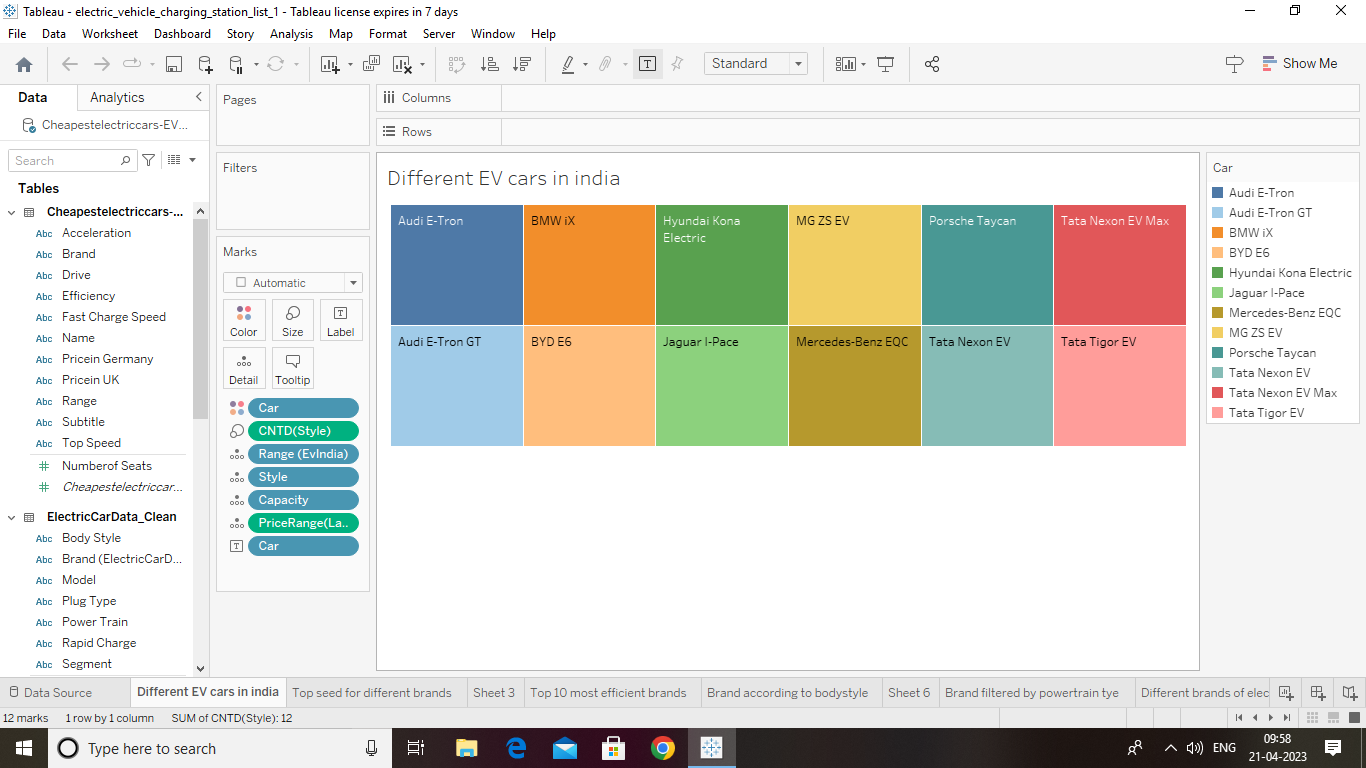 Tableau - electric_vehicle_charging_station_list_1 - Tableau license expires in 7 days
File Data Worksheet Dashboard Story Analysis Map Format Server Window Help
Standard
Show Me
Data Analytics
Cheapestelectriccars-EV...
Search
Tables
Cheapestelectriccars-...
Abc Acceleration
Abc Brand
Abc Drive
Abc Efficiency
Abc Fast Charge Speed
Abc Name
Abc Pricein Germany
Abc Pricein UK
Abc Range
Abc Subtitle
Abc Top Speed
Numberof Seats
Cheapestelectriccar...
ElectricCarData_Clean
Abc Body Style
Abc Brand (ElectricCarD...
Abc Model
Abc Plug Type
Abc Power Train
Abc Rapid Charge
Abc Segment
Pages
Filters
Marks
Automatic
Color Size Label
Detail Tooltip
Car
CNTD(Style)
Range (EvIndia)
Style
Capacity
PriceRange(La..
Car
Columns
Rows
Different EV cars in india
Audi E-Tron
BMW iX
Hyundai Kona
Electric
MG ZS EV
Porsche Taycan
Tata Nexon EV Max
Audi E-Tron GT
BYD E6
Jaguar I-Pace
Mercedes-Benz EQC
Tata Nexon EV
Tata Tigor EV
Car
Audi E-Tron
Audi E-Tron GT
BMW iX
BYD E6
Hyundai Kona Electric
Jaguar I-Pace
Mercedes-Benz EQC
MG ZS EV
Porsche Taycan
Tata Nexon EV
Tata Nexon EV Max
Tata Tigor EV
Data Source Different EV cars in india Top seed for different brands Sheet 3 Top 10 most efficient brands Brand according to bodystyle Sheet 6 Brand filtered by powertrain tye Different brands of elec
12 marks 1 row by 1 column SUM of CNTD(Style): 12
Type here to search
ENG
09:58
21-04-2023